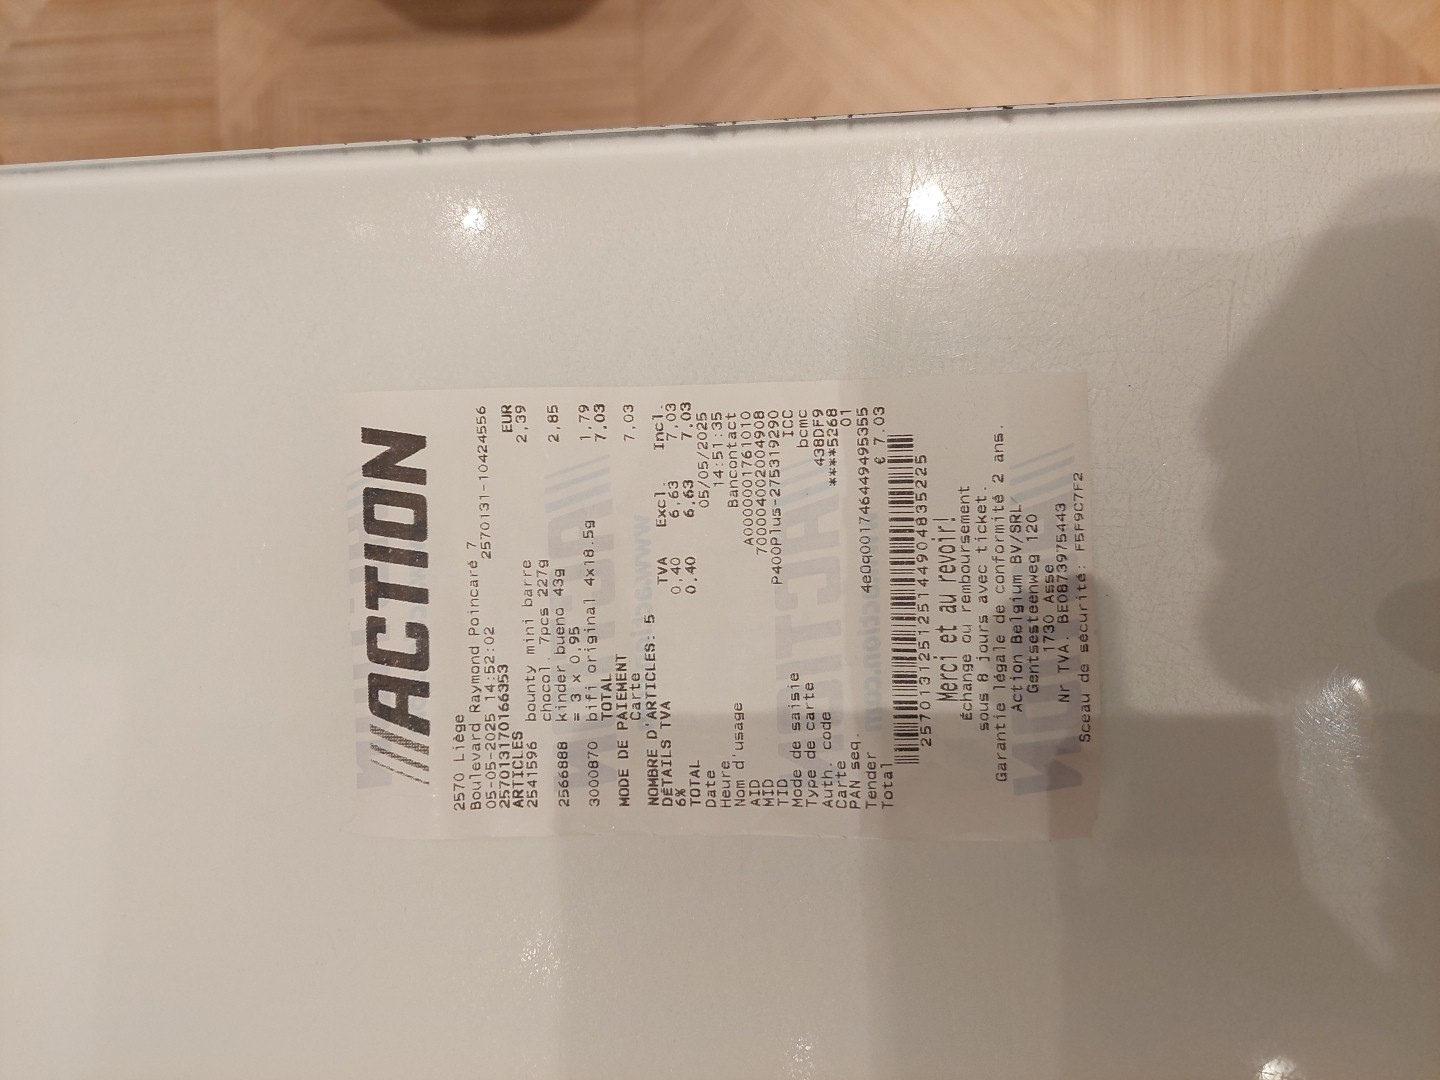 ACTION
2570 Liège
Boulevard Raymond Poincaré 7
05-05-2025 14:52:02 2570131-10424556
257013170166353
ARTICLES EUR
2541596 bounty mini barre 2,39
chocol. 7pcs 227g
2566888 kinder bueno 43g 2,85
= 3 x 0,95
3000870 bifi original 4x18.5g 1,79
TOTAL 7,03
MODE DE PAIEMENT
Carte 7,03
NOMBRE D'ARTICLES: 5
DÉTAILS TVA TVA Excl. Incl.
6% 0,40 6,63 7,03
TOTAL 0,40 6,63 7,03
Date 05/05/2025
Heure 14:51:35
Nom d'usage Bancontact
AID A0000001761010
MID 70000402004908
TID P400Plus-275319290
Mode de saisie ICC
Type de carte bcmc
Auth. code 438DF9
Carte ****5268
PAN seq. 01
Tender 4e0q001746449495355
Total € 7.03
2570131251251449048352​25
Merci et au revoir!
Échange ou remboursement
sous 8 jours avec ticket.
Garantie légale de conformité 2 ans.
Action Belgium BV/SRL
Gentsesteenweg 120
1730 Asse
Nr TVA. BE0873975443
Sceau de sécurité: F5F9C7F2